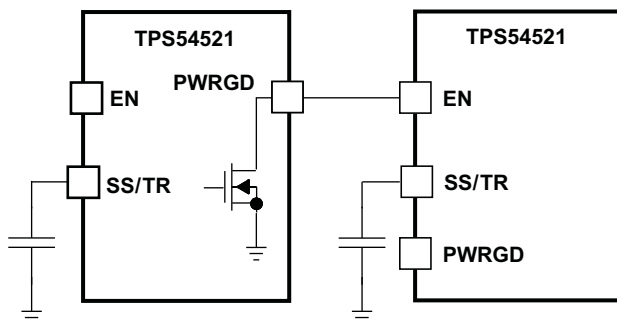 TPS54521
PWRGD
EN
SS/TR
TPS54521
EN
SS/TR
PWRGD